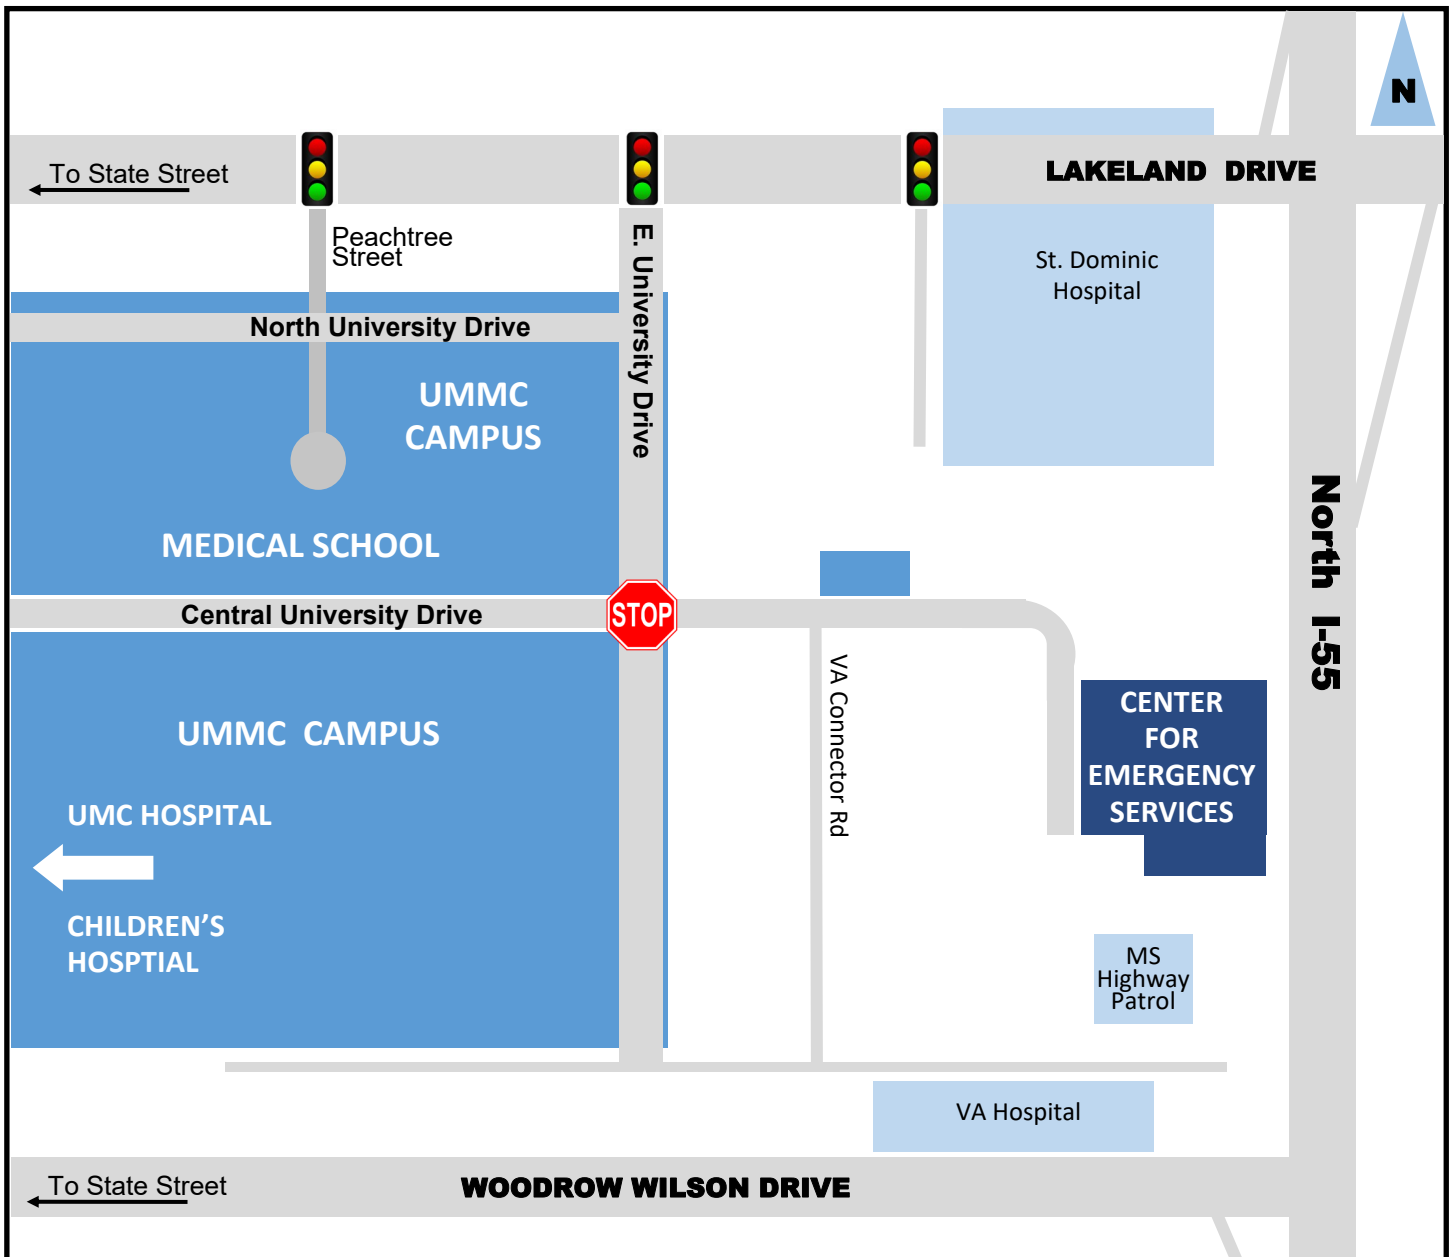 N
To State Street
LAKELAND DRIVE
Peachtree
Street
E. University Drive
St. Dominic
Hospital
North University Drive
UMMC
CAMPUS
North I-55
MEDICAL SCHOOL
Central University Drive
STOP
VA Connector Rd
CENTER
FOR
EMERGENCY
SERVICES
UMMC CAMPUS
UMC HOSPITAL
CHILDREN’S
HOSPTIAL
MS
Highway
Patrol
VA Hospital
To State Street
WOODROW WILSON DRIVE